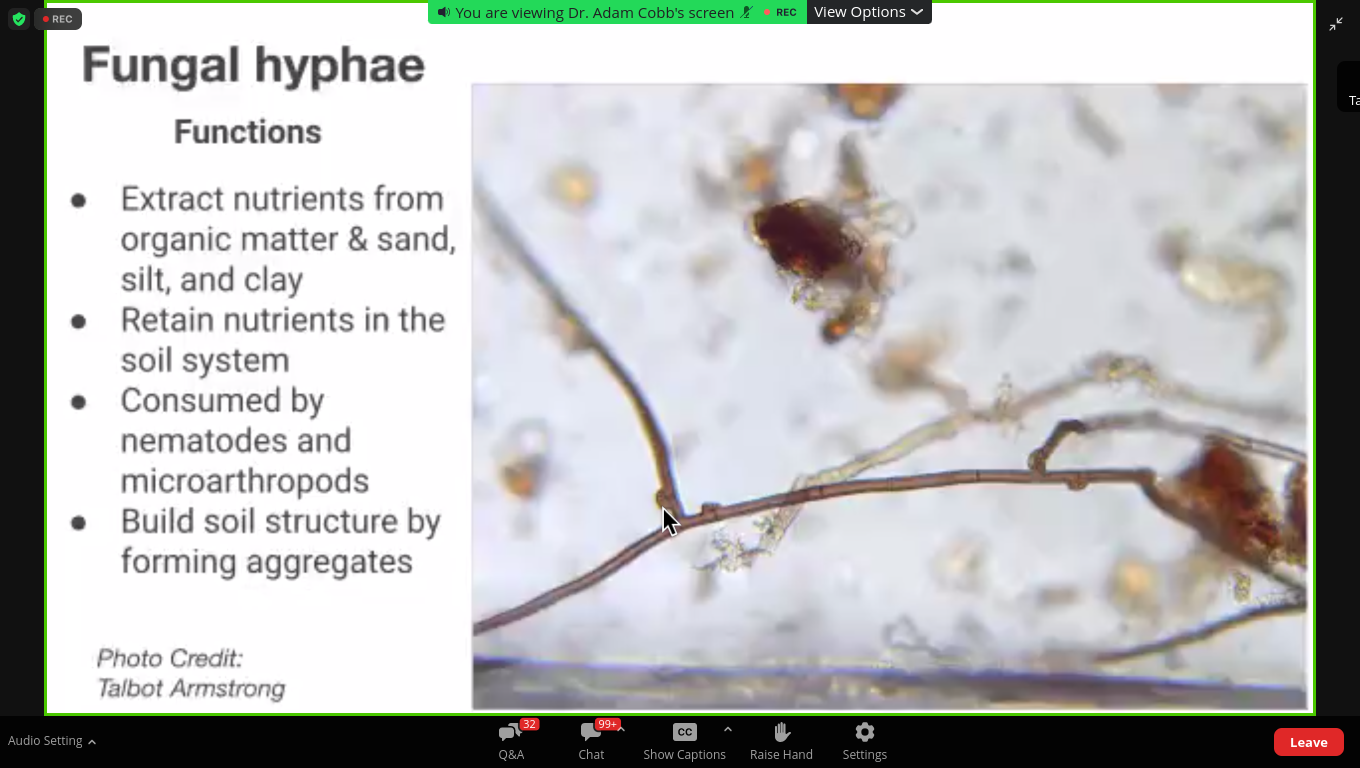 REC
You are viewing Dr. Adam Cobb's screen REC View Options
Fungal hyphae
Functions
● Extract nutrients from
organic matter & sand,
silt, and clay
● Retain nutrients in the
soil system
● Consumed by
nematodes and
microarthropods
● Build soil structure by
forming aggregates
Photo Credit:
Talbot Armstrong
Ta
Audio Setting
32
99+
CC
Q&A Chat Show Captions Raise Hand Settings
Leave